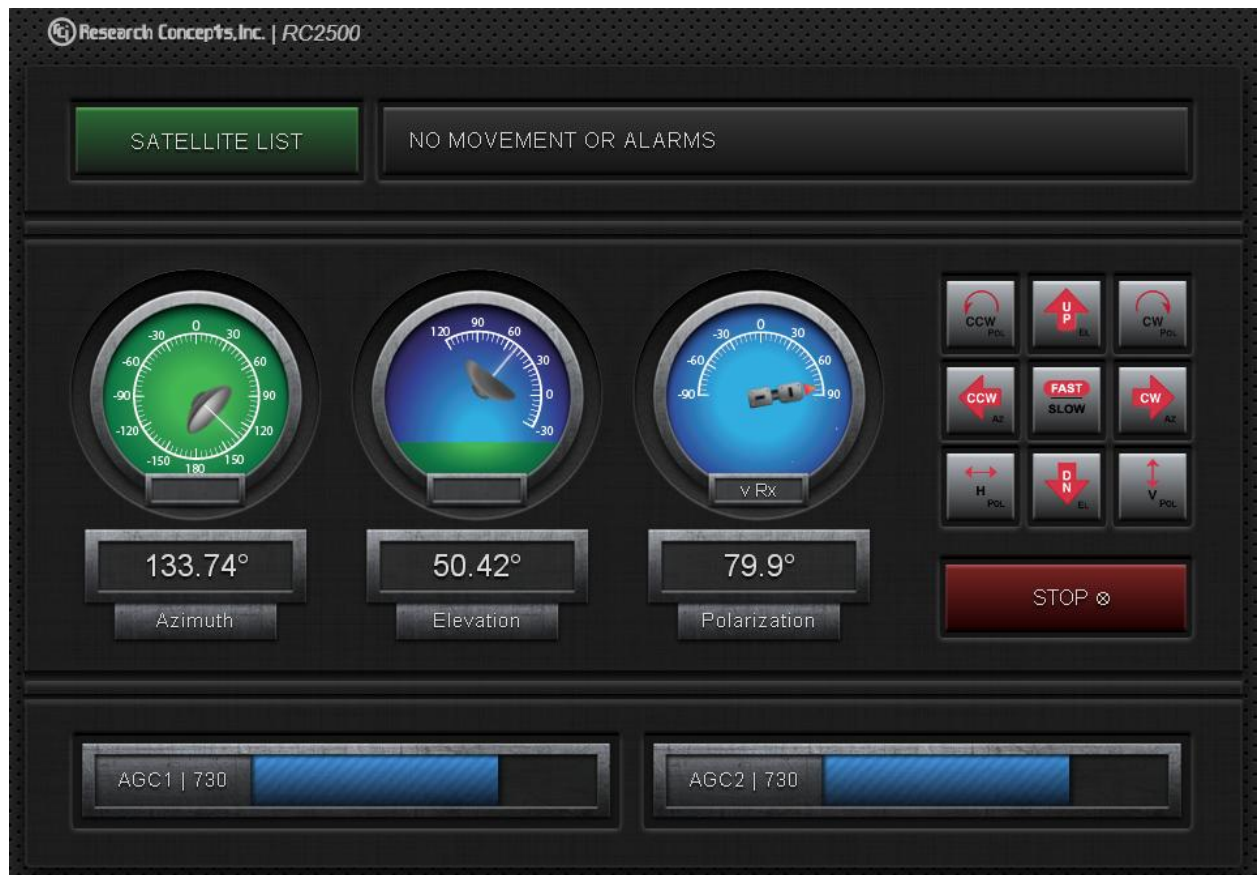 FCi Research Concepts, Inc. | RC2500
SATELLITE LIST
NO MOVEMENT OR ALARMS
0
-30 30
-60 60
-90 90
-120 120
-150 150
180
120 90 60
30
0
-30
0
-30 30
-60 60
-90 90
v Rx
CCW POL
UP EL
CW POL
CCW AZ
FAST
SLOW
CW AZ
H POL
DN EL
V POL
133.74°
Azimuth
50.42°
Elevation
79.9°
Polarization
STOP ⊗
AGC1 | 730
AGC2 | 730